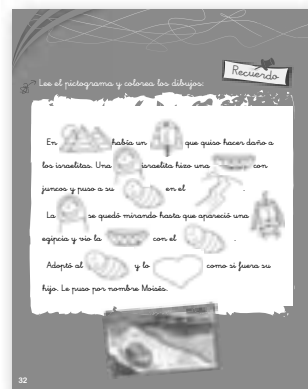 Recuerdo
Lee el pictograma y colorea los dibujos:
En había un que quiso hacer daño a
los israelitas. Una israelita hizo una con
juncos y puso a su en el .
La se quedó mirando hasta que apareció una
egipcia y vio la con el .
Adoptó al y lo como si fuera su
hijo. Le puso por nombre Moisés.
32